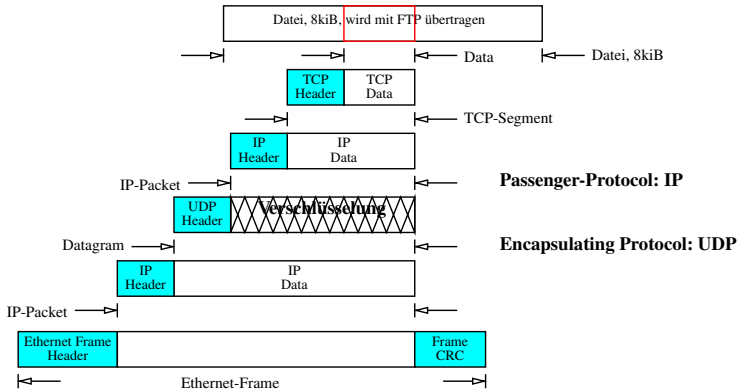 Datei, 8kiB, wird mit FTP übertragen
Data
Datei, 8kiB
TCP
Header
TCP
Data
TCP-Segment
IP
Header
IP
Data
IP-Packet
Passenger-Protocol: IP
UDP
Header
Verschlüsselung
Datagram
Encapsulating Protocol: UDP
IP
Header
IP
Data
IP-Packet
Ethernet Frame
Header
Frame
CRC
Ethernet-Frame